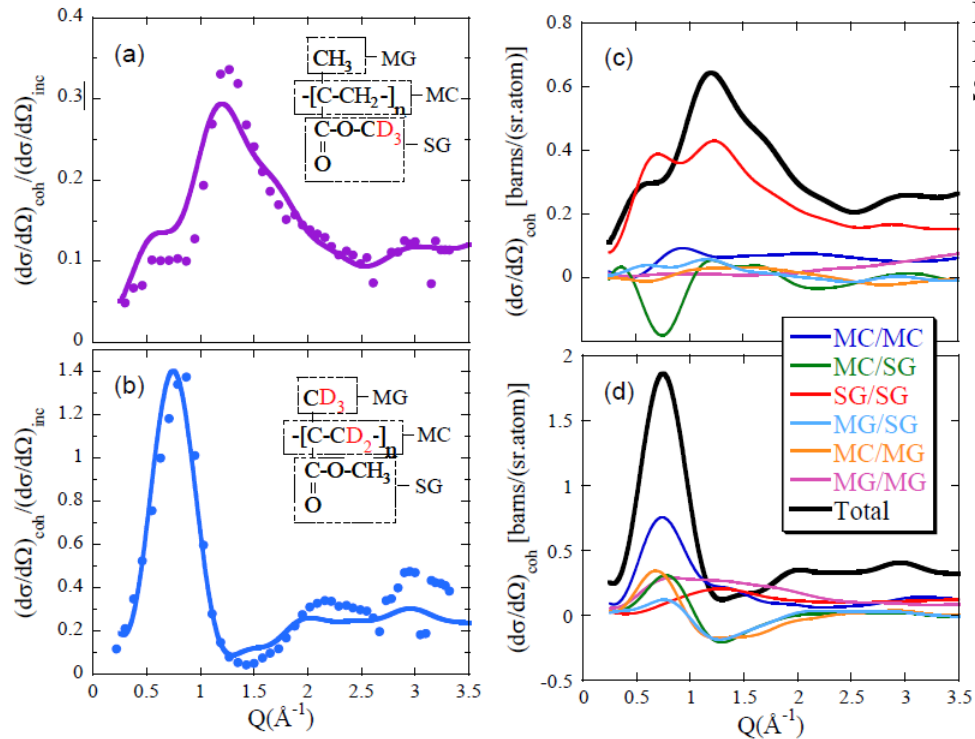 (a)
(dσ/dΩ)coh/(dσ/dΩ)inc
0.4
0.3
0.2
0.1
0
CH3
MG
-[C-CH2-]n
MC
C-O-CD3
O
SG
(b)
(dσ/dΩ)coh/(dσ/dΩ)inc
1.4
1.2
1
0.8
0.6
0.4
0.2
0
CD3
MG
-[C-CD2-]n
MC
C-O-CH3
O
SG
0 0.5 1 1.5 2 2.5 3 3.5
Q(Å-1)
(c)
(dσ/dΩ)coh [barns/(sr.atom)]
0.8
0.6
0.4
0.2
0
MC/MC
MC/SG
SG/SG
MG/SG
MC/MG
MG/MG
Total
(d)
(dσ/dΩ)coh [barns/(sr.atom)]
2
1.5
1
0.5
0
-0.5
0 0.5 1 1.5 2 2.5 3 3.5
Q(Å-1)